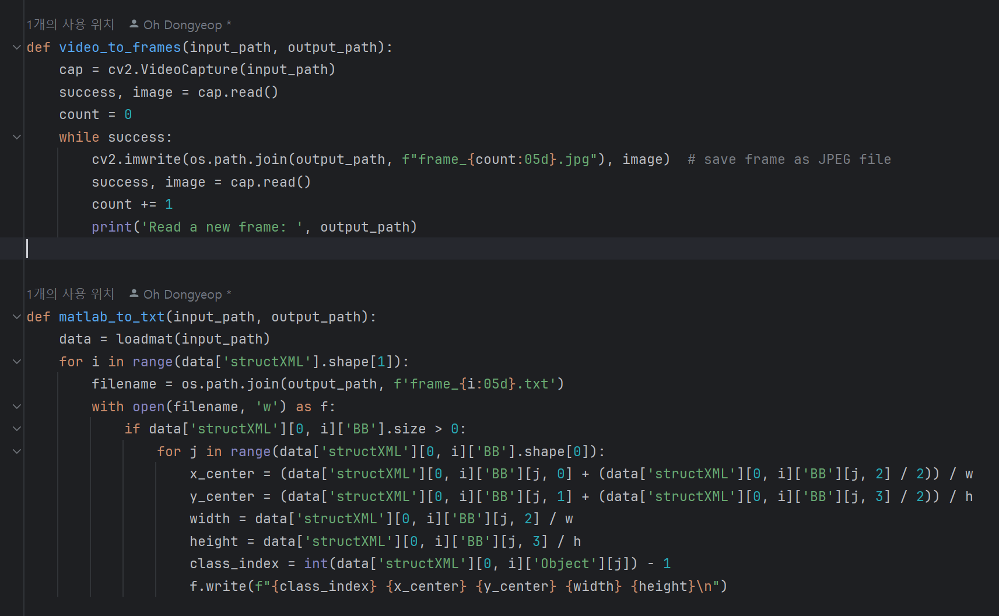 1개의 사용 위치 Oh Dongyeop *
def video_to_frames(input_path, output_path):
    cap = cv2.VideoCapture(input_path)
    success, image = cap.read()
    count = 0
    while success:
        cv2.imwrite(os.path.join(output_path, f"frame_{count:05d}.jpg"), image)  # save frame as JPEG file
        success, image = cap.read()
        count += 1
        print('Read a new frame: ', output_path)
1개의 사용 위치 Oh Dongyeop *
def matlab_to_txt(input_path, output_path):
    data = loadmat(input_path)
    for i in range(data['structXML'].shape[1]):
        filename = os.path.join(output_path, f'frame_{i:05d}.txt')
        with open(filename, 'w') as f:
            if data['structXML'][0, i]['BB'].size > 0:
                for j in range(data['structXML'][0, i]['BB'].shape[0]):
                    x_center = (data['structXML'][0, i]['BB'][j, 0] + (data['structXML'][0, i]['BB'][j, 2] / 2)) / w
                    y_center = (data['structXML'][0, i]['BB'][j, 1] + (data['structXML'][0, i]['BB'][j, 3] / 2)) / h
                    width = data['structXML'][0, i]['BB'][j, 2] / w
                    height = data['structXML'][0, i]['BB'][j, 3] / h
                    class_index = int(data['structXML'][0, i]['Object'][j]) - 1
                    f.write(f"{class_index} {x_center} {y_center} {width} {height}\n")